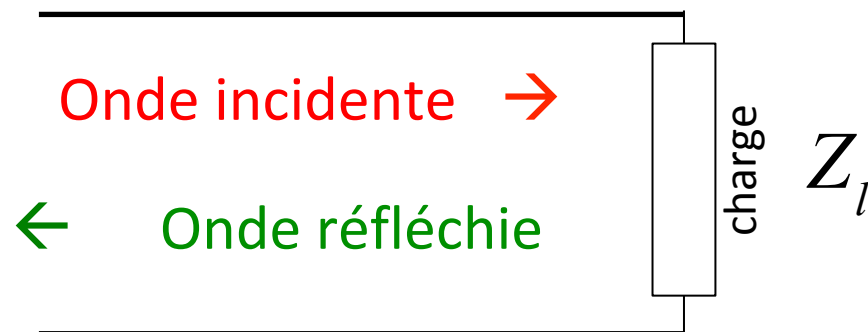 Onde incidente →
charge
Z_l
← Onde réfléchie